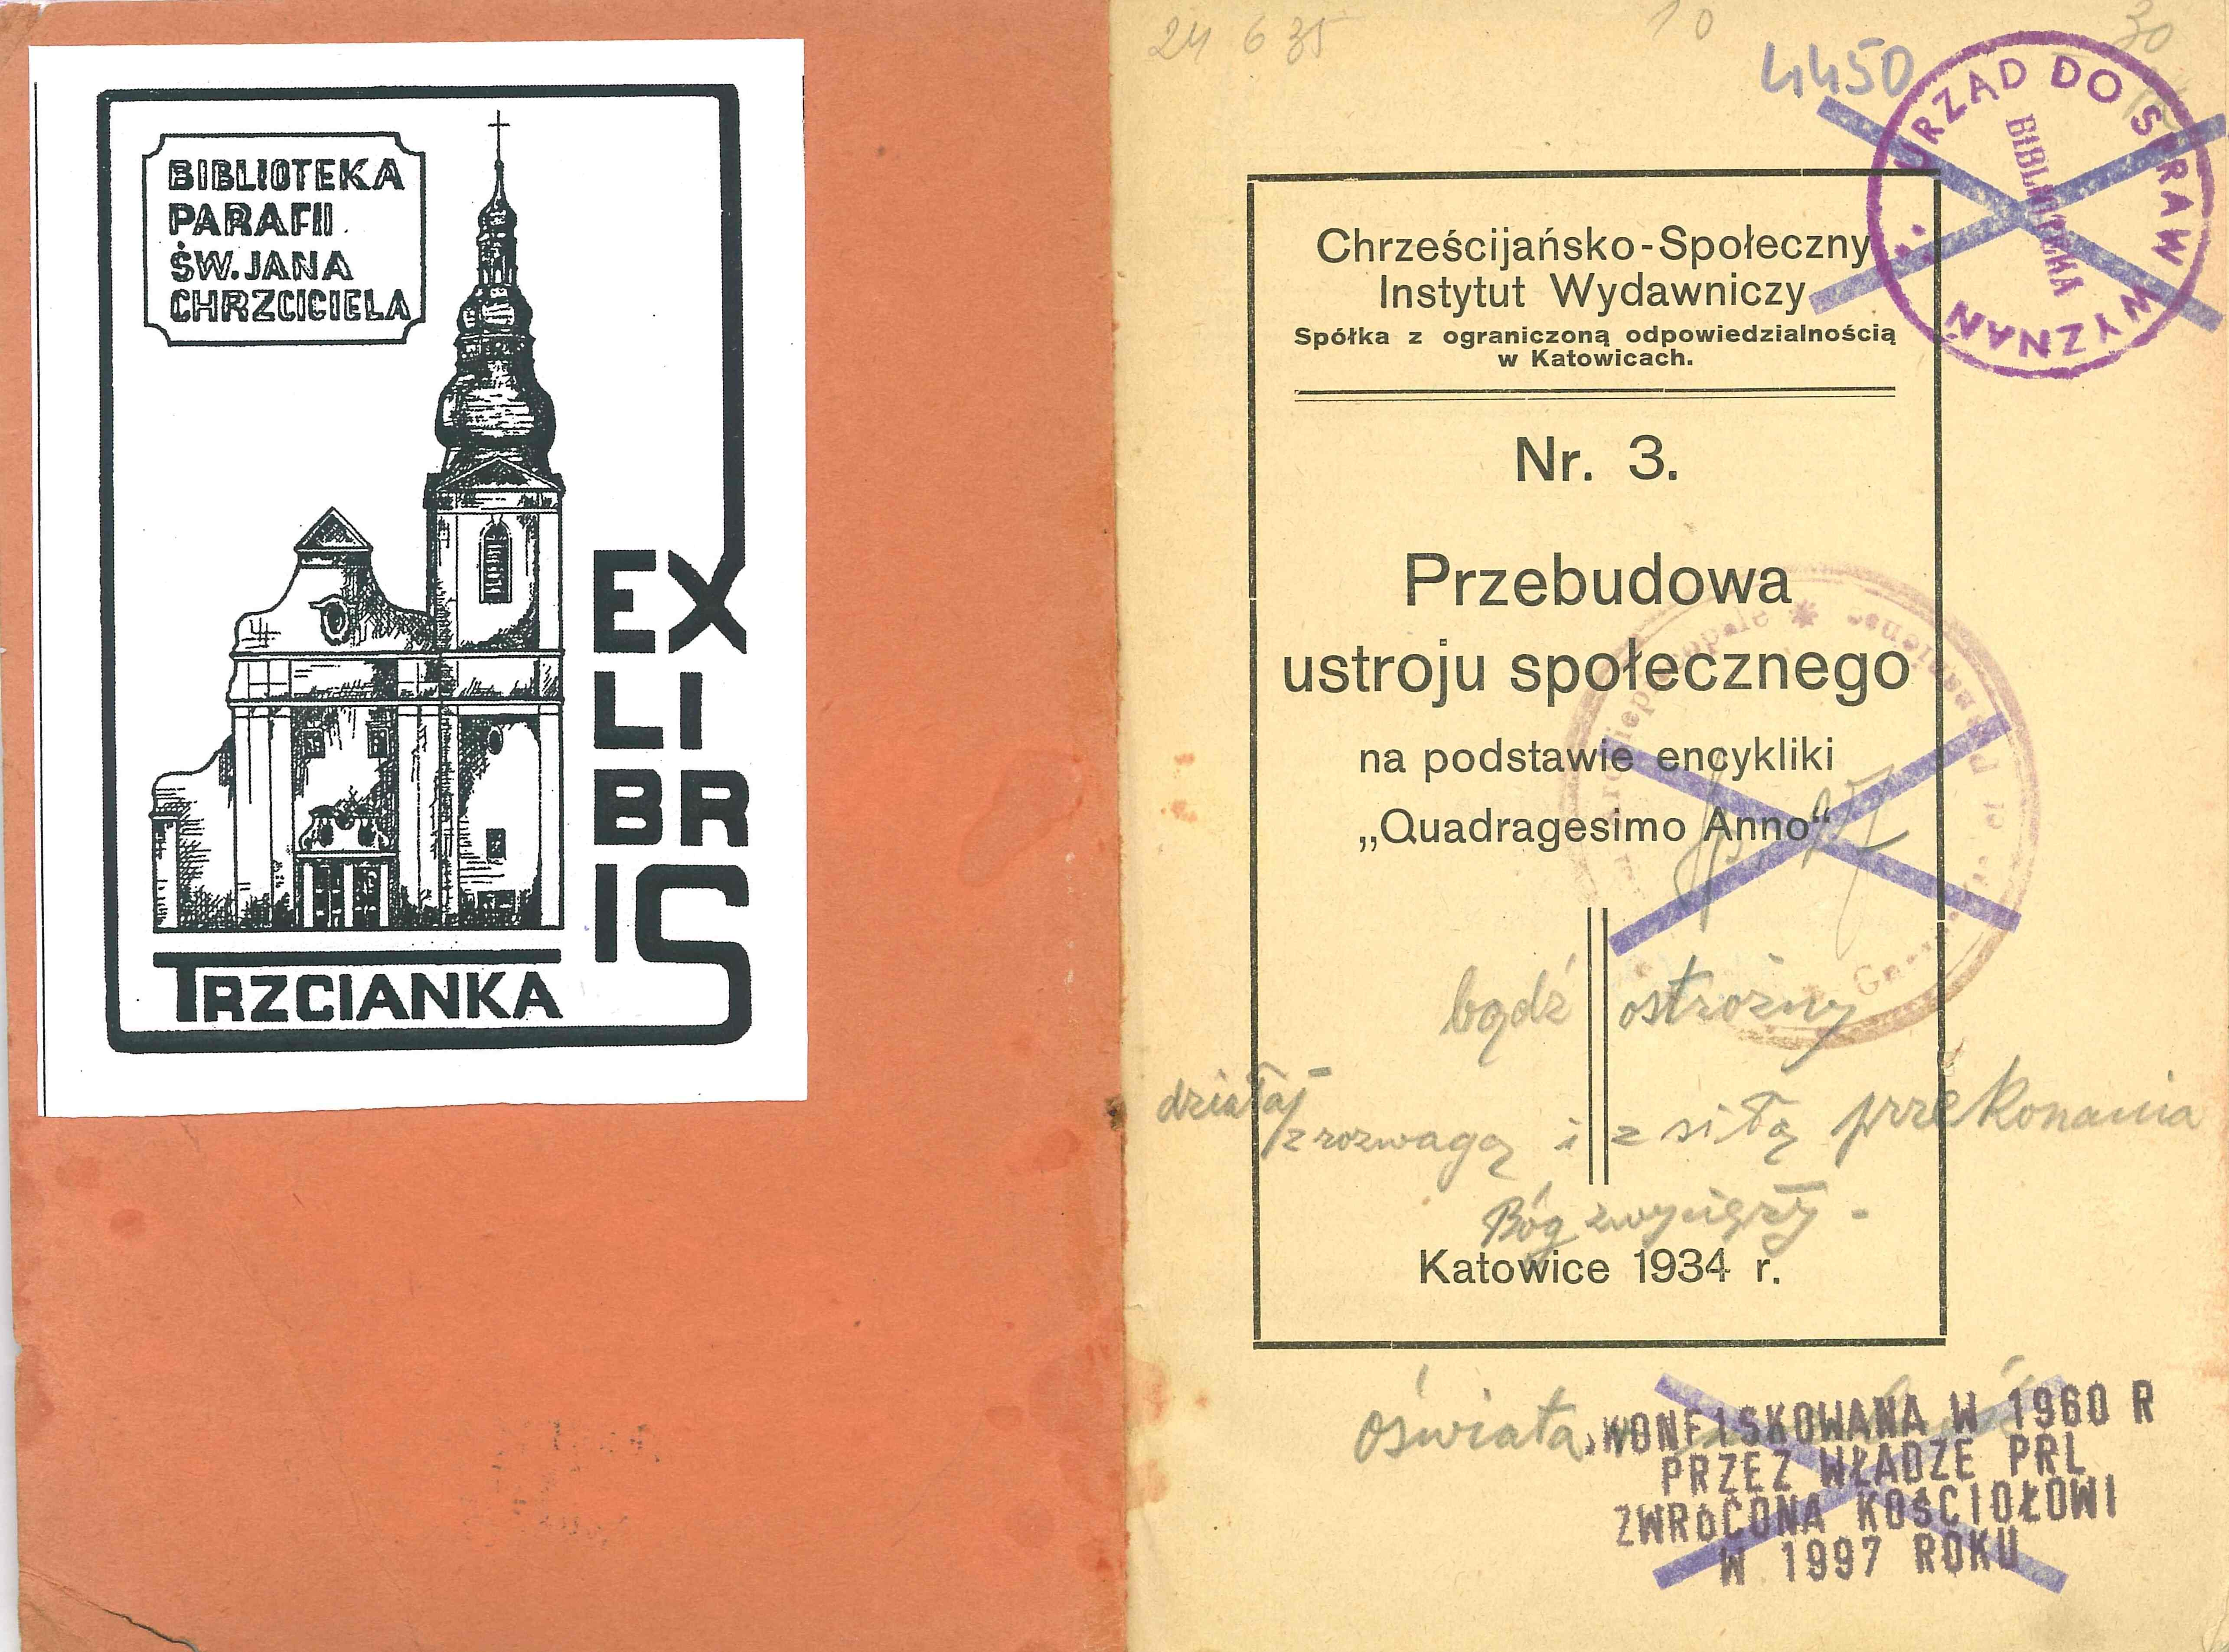 BIBLIOTEKA
PARAFII
ŚW. JANA
CHRZCICIELA
EX
LI
BR
IS
TRZCIANKA
24 6 35
10
30
4450
URZĄD DO SPRAW WYZNAŃ
BIBLIOTEKA
Chrześcijańsko-Społeczny
Instytut Wydawniczy
Spółka z ograniczoną odpowiedzialnością
w Katowicach.
Nr. 3.
Przebudowa
ustroju społecznego
na podstawie encykliki
„Quadragesimo Anno“
bądź ostrożny
działaj
z rozwagą i z siłą przekonania
Bóg zwycięży -
Katowice 1934 r.
oświata
KONFISKOWANA W 1960 R
PRZEZ WŁADZE PRL
ZWRÓCONA KOŚCIOŁOWI
W 1997 ROKU